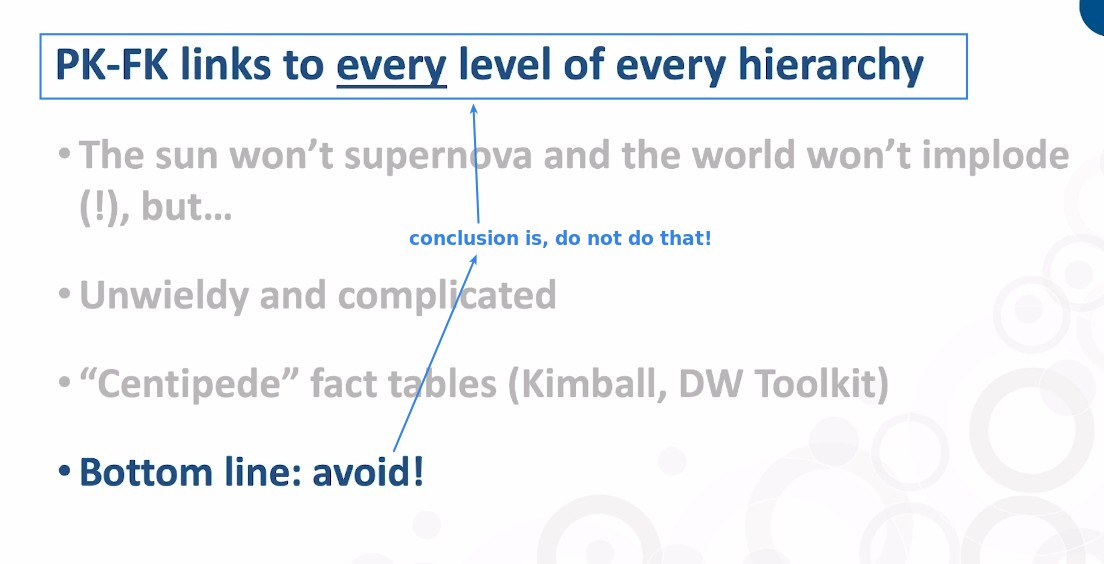 PK-FK links to every level of every hierarchy
• The sun won’t supernova and the world won’t implode
(!), but...
conclusion is, do not do that!
• Unwieldy and complicated
• “Centipede” fact tables (Kimball, DW Toolkit)
• Bottom line: avoid!